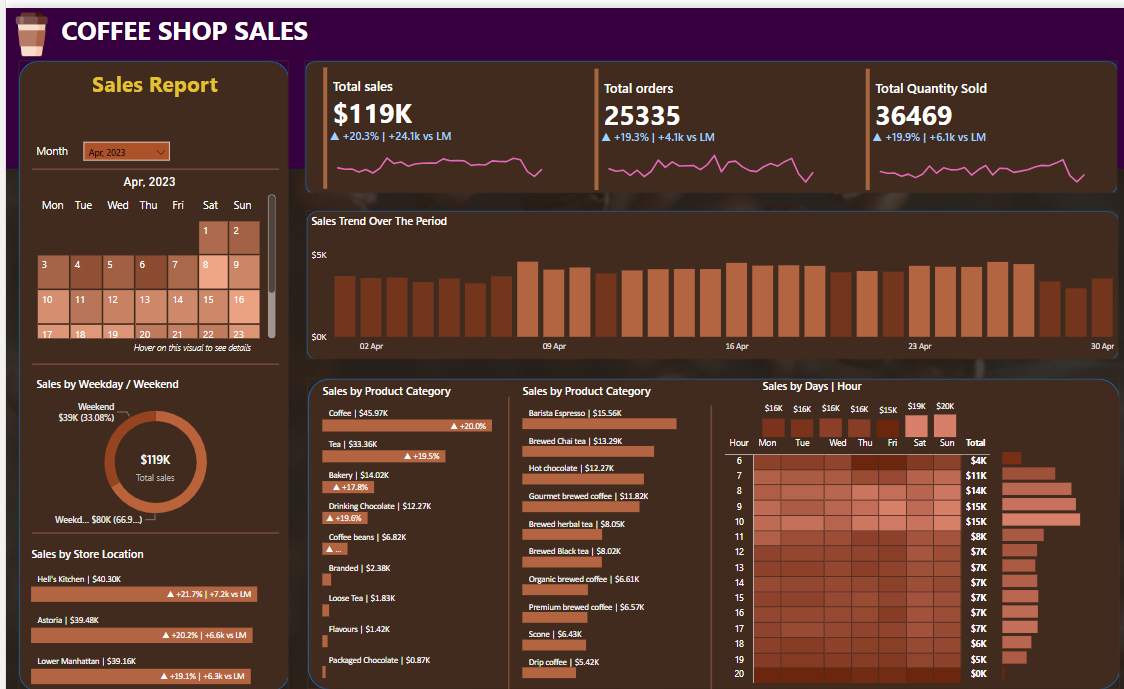 COFFEE SHOP SALES
Sales Report
Month
Apr, 2023
Apr, 2023
Mon Tue Wed Thu Fri Sat Sun
1 2
3 4 5 6 7 8 9
10 11 12 13 14 15 16
17 18 19 20 21 22 23
Hover on this visual to see details
Sales by Weekday / Weekend
Weekend
$39K (33.08%)
$119K
Total sales
Weekd... $80K (66.9...)
Sales by Store Location
Hell's Kitchen | $40.30K
▲ +21.7% | +7.2k vs LM
Astoria | $39.48K
▲ +20.2% | +6.6k vs LM
Lower Manhattan | $39.16K
▲ +19.1% | +6.3k vs LM
Total sales
$119K
▲ +20.3% | +24.1k vs LM
Total orders
25335
▲ +19.3% | +4.1k vs LM
Total Quantity Sold
36469
▲ +19.9% | +6.1k vs LM
Sales Trend Over The Period
$5K
$0K
02 Apr 09 Apr 16 Apr 23 Apr 30 Apr
Sales by Product Category
Coffee | $45.97K
▲ +20.0%
Tea | $33.36K
▲ +19.5%
Bakery | $14.02K
▲ +17.8%
Drinking Chocolate | $12.27K
▲ +19.6%
Coffee beans | $6.82K
▲ ...
Branded | $2.38K
Loose Tea | $1.83K
Flavours | $1.42K
Packaged Chocolate | $0.87K
Sales by Product Category
Barista Espresso | $15.56K
Brewed Chai tea | $13.29K
Hot chocolate | $12.27K
Gourmet brewed coffee | $11.82K
Brewed herbal tea | $8.05K
Brewed Black tea | $8.02K
Organic brewed coffee | $6.61K
Premium brewed coffee | $6.57K
Scone | $6.43K
Drip coffee | $5.42K
Sales by Days | Hour
$16K $16K $16K $16K $15K $19K $20K
Hour Mon Tue Wed Thu Fri Sat Sun Total
6 $4K
7 $11K
8 $14K
9 $15K
10 $15K
11 $8K
12 $7K
13 $7K
14 $7K
15 $7K
16 $7K
17 $7K
18 $6K
19 $5K
20 $0K